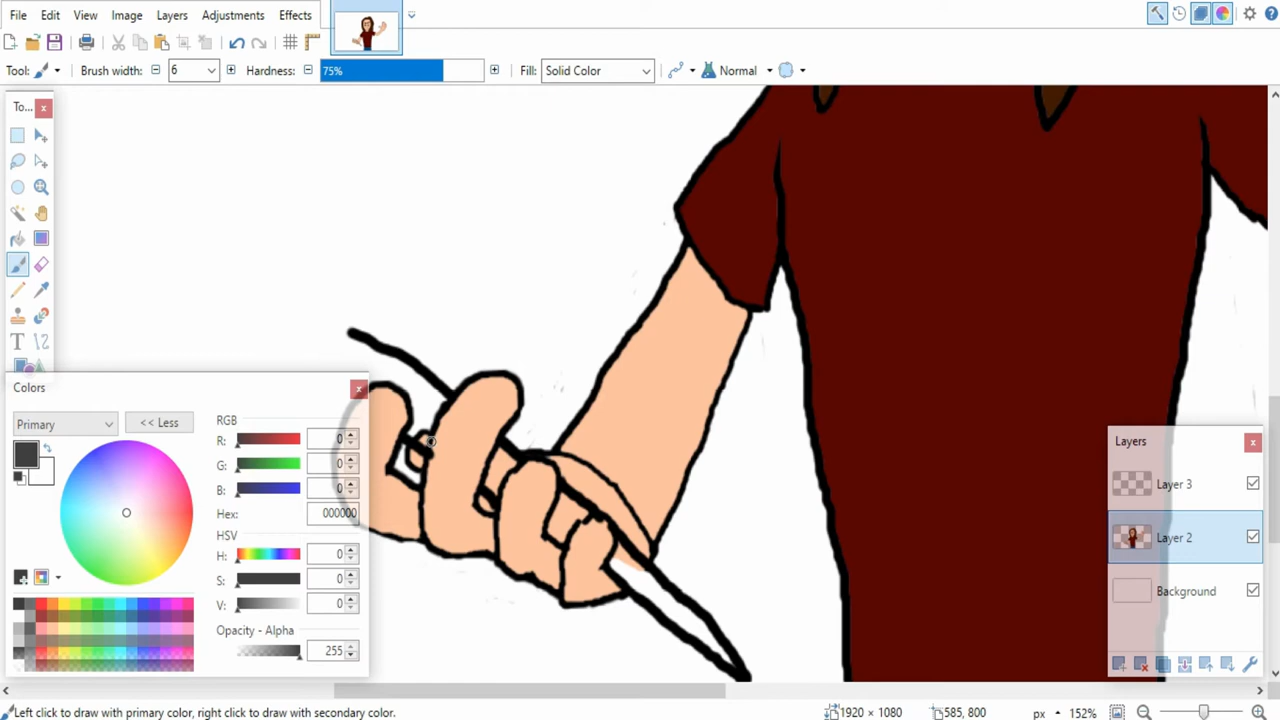 File Edit View Image Layers Adjustments Effects
Tool: Brush width: 6 Hardness: 75% Fill: Solid Color Normal
To...
Colors
Primary << Less RGB
R: 0
G: 0
B: 0
Hex: 000000
HSV
H: 0
S: 0
V: 0
Opacity - Alpha
255
Layers
Layer 3
Layer 2
Background
Left click to draw with primary color, right click to draw with secondary color. 1920 × 1080 585, 800 px 152%